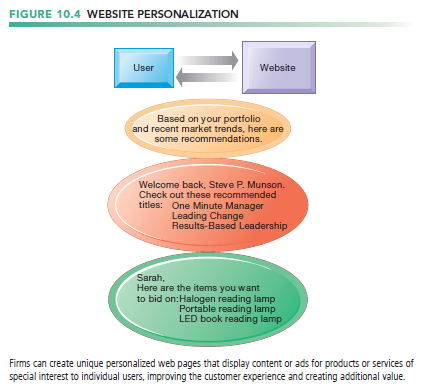 FIGURE 10.4 WEBSITE PERSONALIZATION
User
Website
Based on your portfolio
and recent market trends, here are
some recommendations.
Welcome back, Steve P. Munson.
Check out these recommended
titles: One Minute Manager
Leading Change
Results-Based Leadership
Sarah,
Here are the items you want
to bid on:Halogen reading lamp
Portable reading lamp
LED book reading lamp
Firms can create unique personalized web pages that display content or ads for products or services of
special interest to individual users, improving the customer experience and creating additional value.